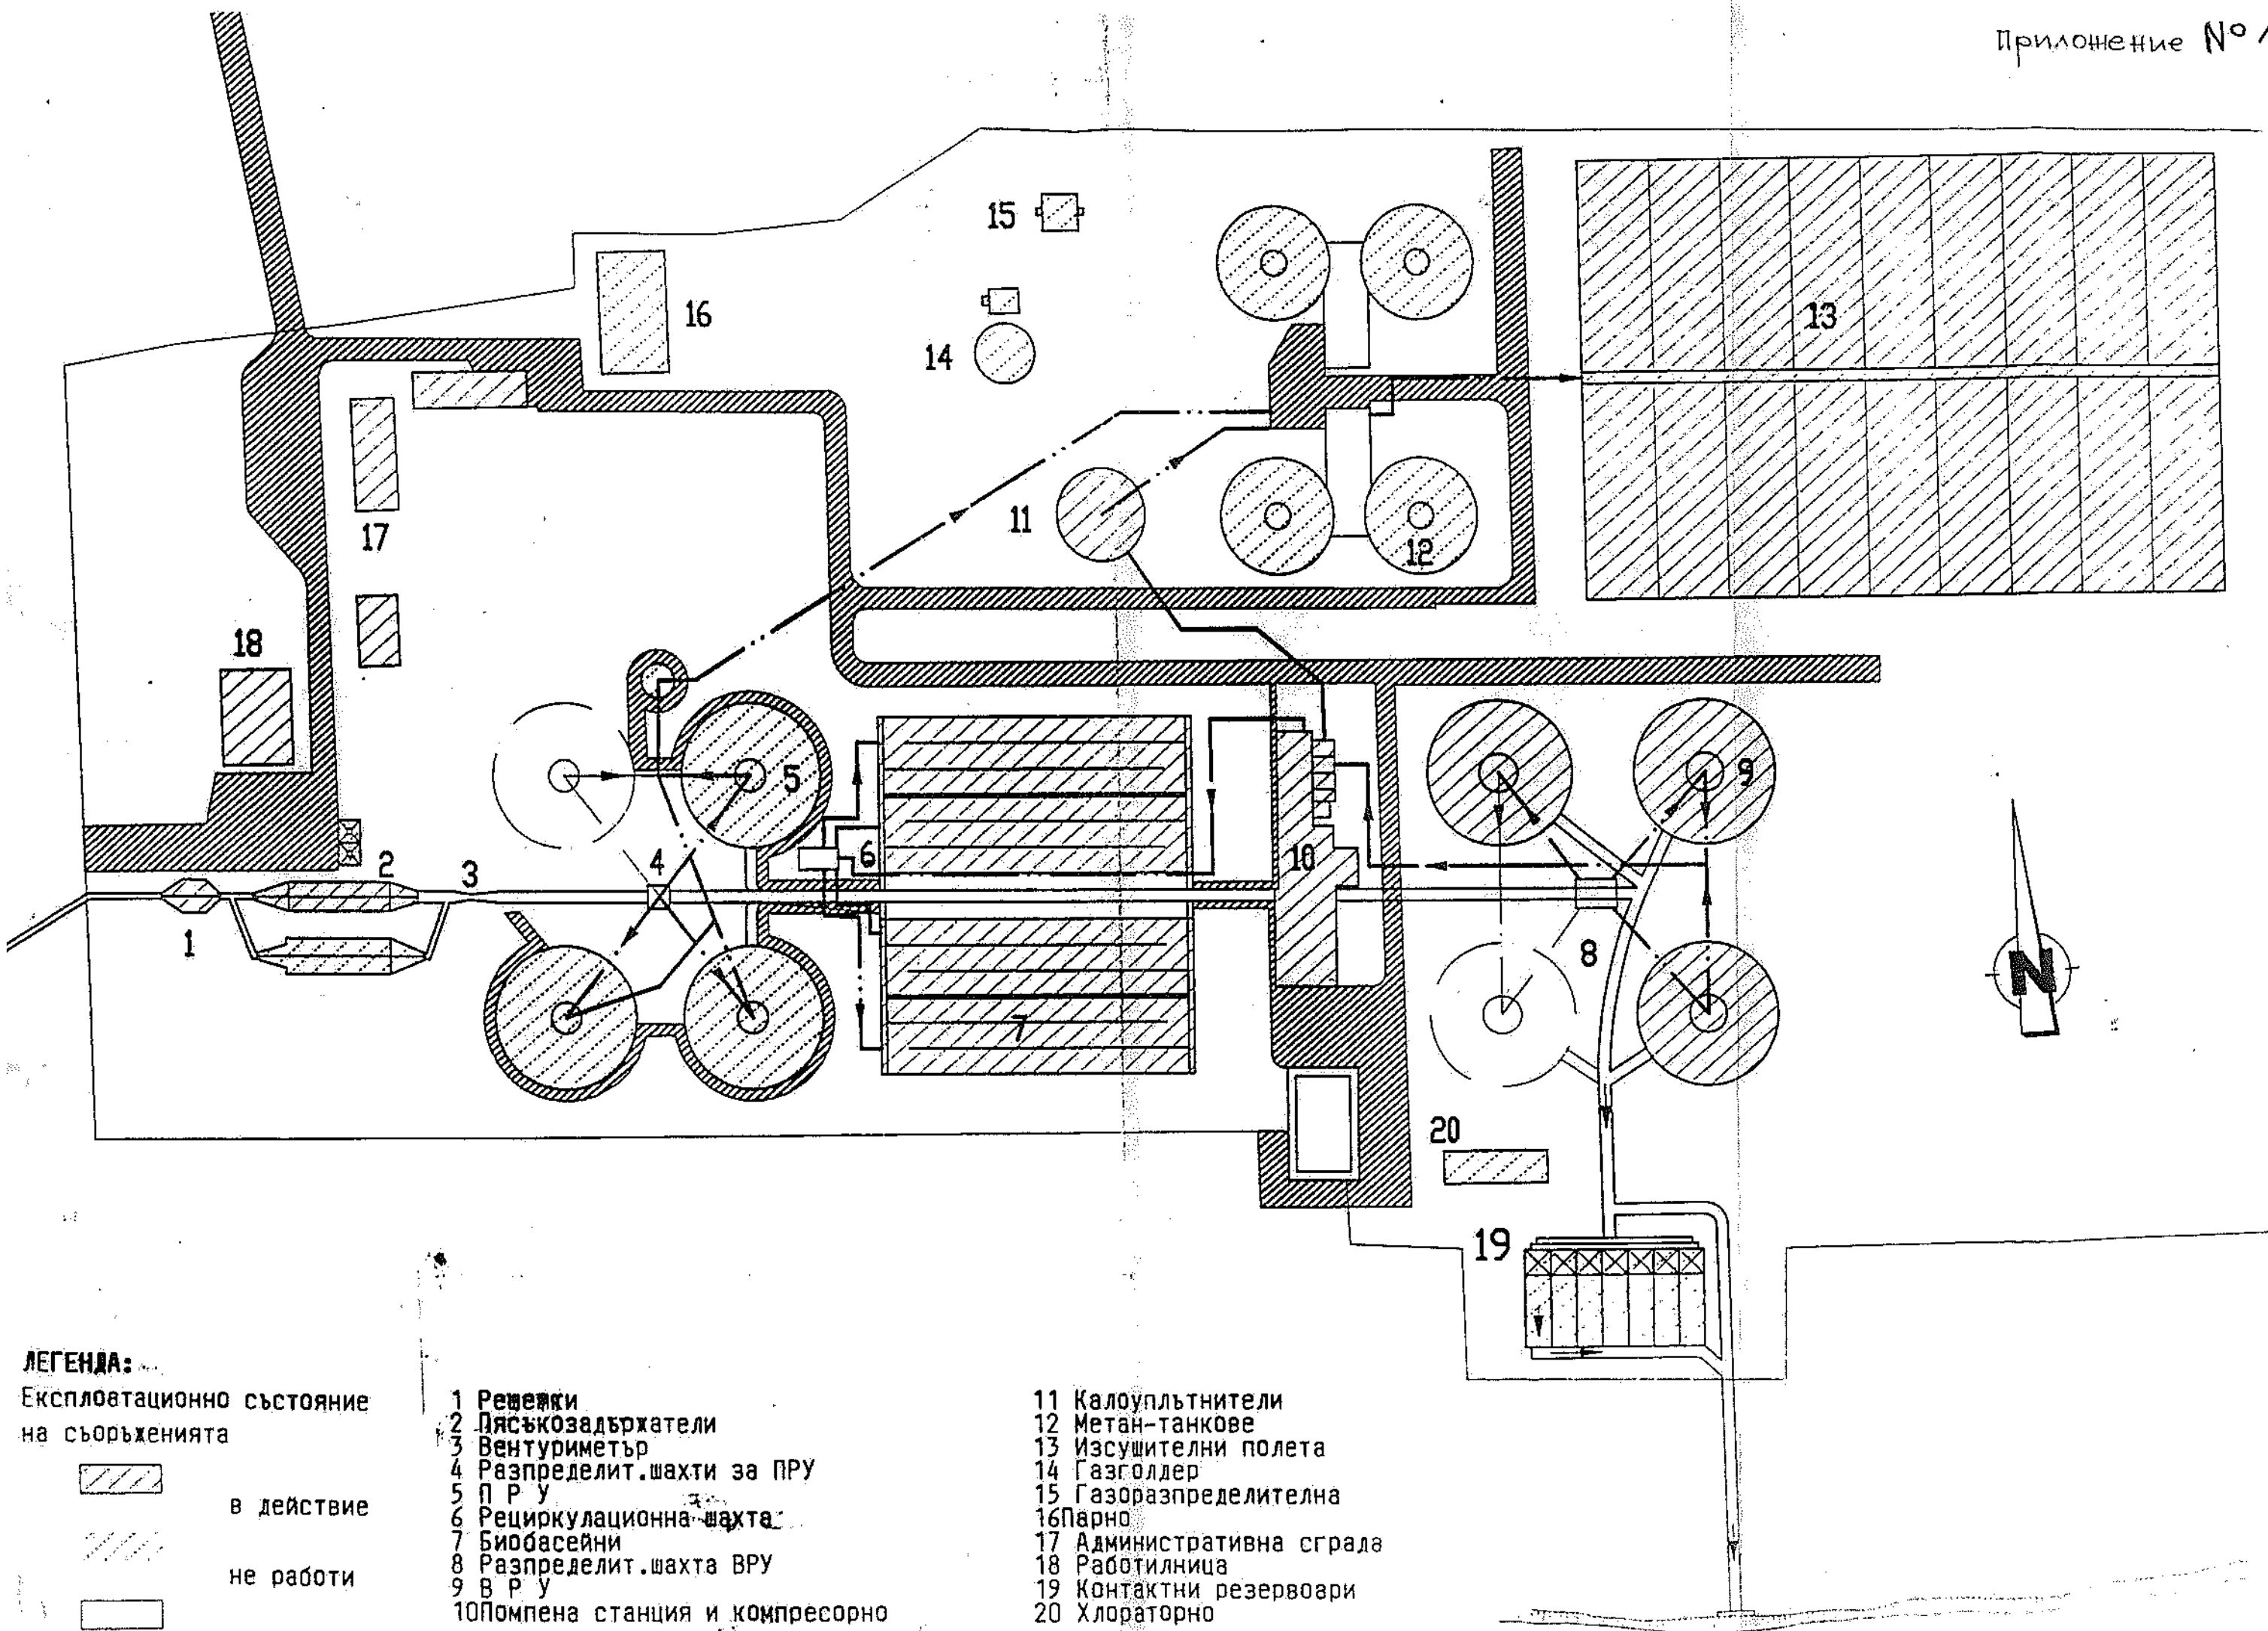 Приложение №
15
16
14
13
11
12
17
18
5
4
6
2
3
1
7
10
9
8
N
20
19
ЛЕГЕНДА:
Експлоатационно състояние
на съоръженията
в действие
не работи
1 Решетки
2 Пясъкозадържатели
3 Вентуриметър
4 Разпределит.шахти за ПРУ
5 П Р У
6 Рециркулационна шахта
7 Биобасейни
8 Разпределит.шахта ВРУ
9 В Р У
10Помпена станция и компресорно
11 Калоуплътнители
12 Метан-танкове
13 Изсушителни полета
14 Газголдер
15 Газоразпределителна
16Парно
17 Административна сграда
18 Работилница
19 Контактни резервоари
20 Хлораторно